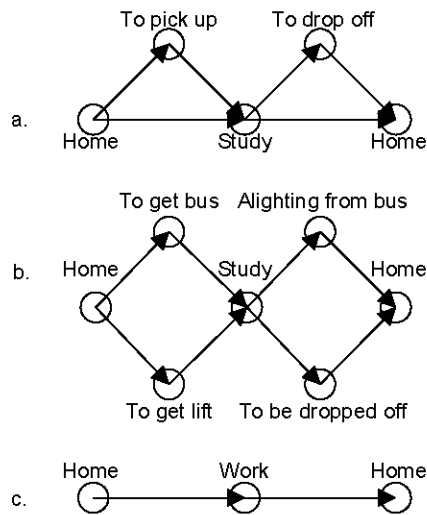 To pick up To drop off
a.
Home Study Home
To get bus Alighting from bus
Home Study Home
b.
To get lift To be dropped off
Home Work Home
c.